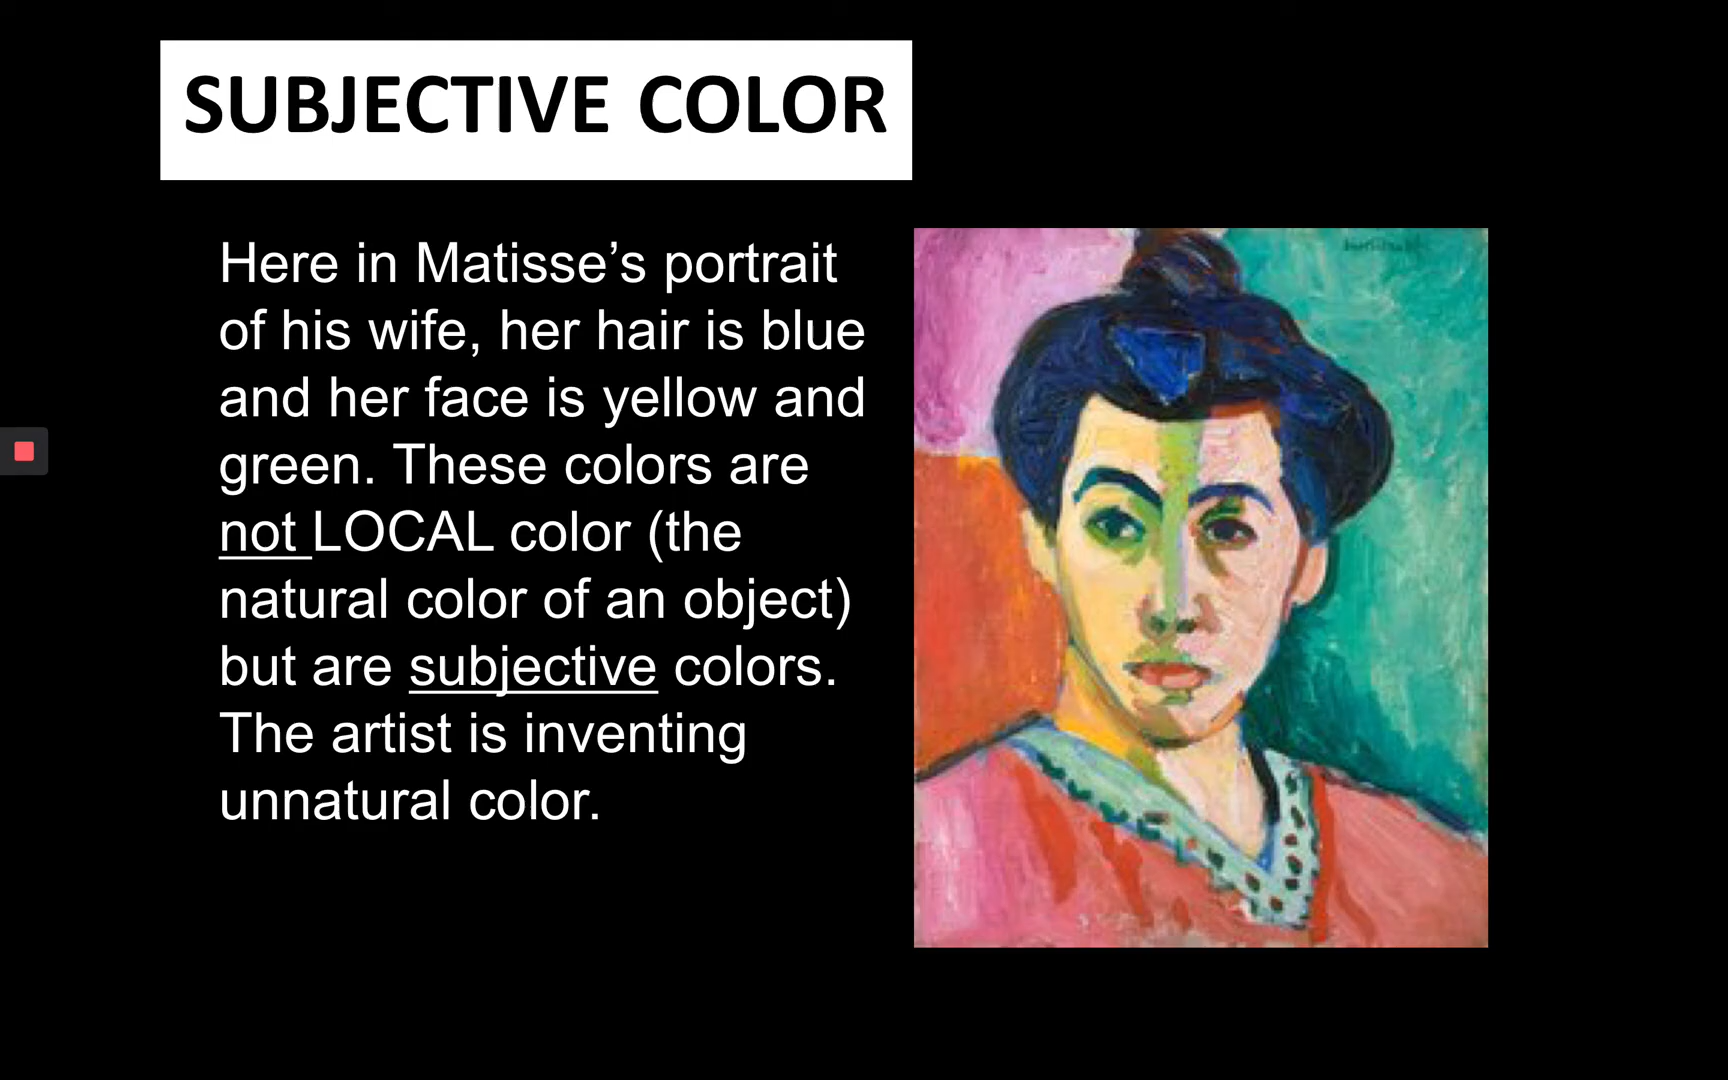 SUBJECTIVE COLOR
Here in Matisse’s portrait
of his wife, her hair is blue
and her face is yellow and
green. These colors are
not LOCAL color (the
natural color of an object)
but are subjective colors.
The artist is inventing
unnatural color.